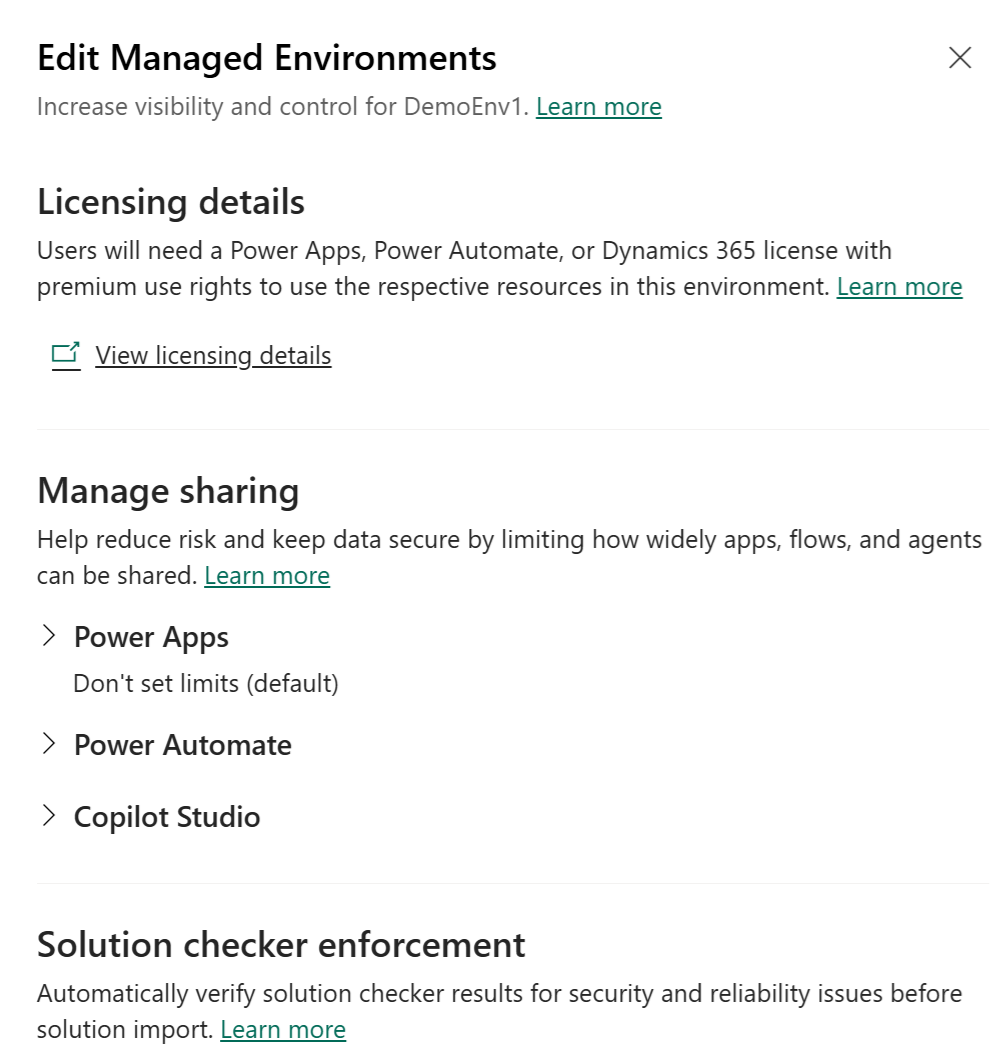 Edit Managed Environments
Increase visibility and control for DemoEnv1. Learn more
Licensing details
Users will need a Power Apps, Power Automate, or Dynamics 365 license with
premium use rights to use the respective resources in this environment. Learn more
View licensing details
Manage sharing
Help reduce risk and keep data secure by limiting how widely apps, flows, and agents
can be shared. Learn more
Power Apps
Don't set limits (default)
Power Automate
Copilot Studio
Solution checker enforcement
Automatically verify solution checker results for security and reliability issues before
solution import. Learn more